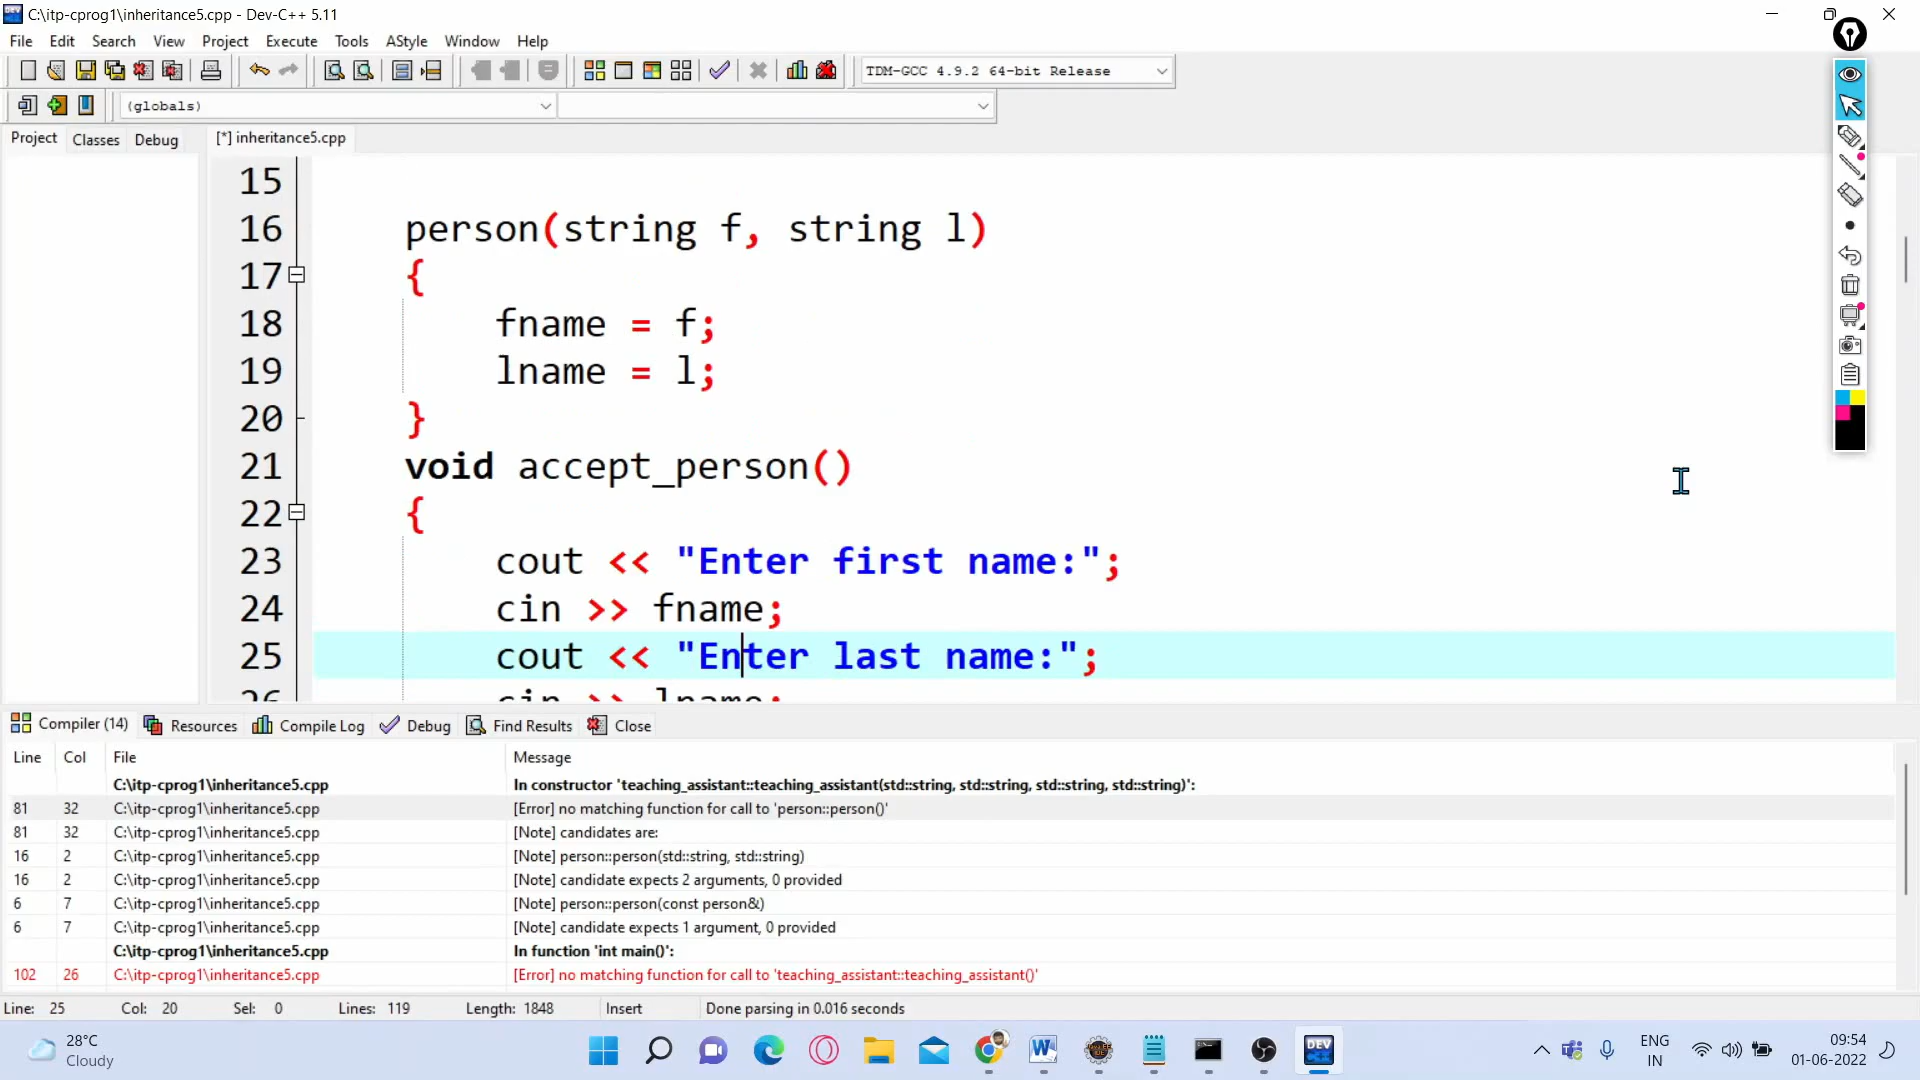 C:\itp-cprog1\inheritance5.cpp - Dev-C++ 5.11
File Edit Search View Project Execute Tools AStyle Window Help
TDM-GCC 4.9.2 64-bit Release
(globals)
Project Classes Debug [*] inheritance5.cpp
15
16 person(string f, string l)
17 {
18 fname = f;
19 lname = l;
20 }
21 void accept_person()
22 {
23 cout << "Enter first name:";
24 cin >> fname;
25 cout << "Enter last name:";
26 cin >> lname;
Compiler (14) Resources Compile Log Debug Find Results Close
Line Col File Message
C:\itp-cprog1\inheritance5.cpp In constructor 'teaching_assistant::teaching_assistant(std::string, std::string, std::string, std::string)':
81 32 C:\itp-cprog1\inheritance5.cpp [Error] no matching function for call to 'person::person()'
81 32 C:\itp-cprog1\inheritance5.cpp [Note] candidates are:
16 2 C:\itp-cprog1\inheritance5.cpp [Note] person::person(std::string, std::string)
16 2 C:\itp-cprog1\inheritance5.cpp [Note] candidate expects 2 arguments, 0 provided
6 7 C:\itp-cprog1\inheritance5.cpp [Note] person::person(const person&)
6 7 C:\itp-cprog1\inheritance5.cpp [Note] candidate expects 1 argument, 0 provided
C:\itp-cprog1\inheritance5.cpp In function 'int main()':
102 26 C:\itp-cprog1\inheritance5.cpp [Error] no matching function for call to 'teaching_assistant::teaching_assistant()'
Line: 25 Col: 20 Sel: 0 Lines: 119 Length: 1848 Insert Done parsing in 0.016 seconds
28°C
Cloudy
DEV
ENG
IN
09:54
01-06-2022